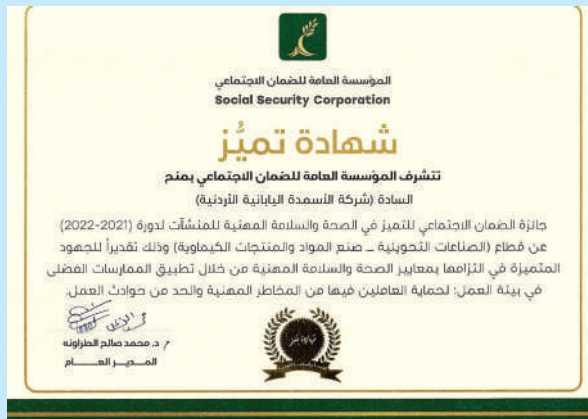 المؤسسة العامة للضمان الاجتماعي
Social Security Corporation
شهادة تميُّز
تتشرف المؤسسة العامة للضمان الاجتماعي بمنح
السادة (شركة الأسمدة اليابانية الأردنية)
جائزة الضمان الاجتماعي للتميز في الصحة والسلامة المهنية للمنشآت لدورة (2021-2022)
عن قطاع (الصناعات التحويلية _ صنع المواد والمنتجات الكيماوية) وذلك تقديراً للجهود
المتميزة في التزامها بمعايير الصحة والسلامة المهنية من خلال تطبيق الممارسات الفضلى
في بيئة العمل؛ لحماية العاملين فيها من المخاطر المهنية والحد من حوادث العمل.
د. محمد صالح الطراونه
المـــديــر العـــــام